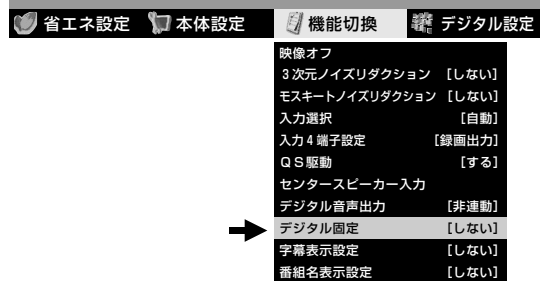 省エネ設定 本体設定 機能切換 デジタル設定
映像オフ
3次元ノイズリダクション [しない]
モスキートノイズリダクション [しない]
入力選択 [自動]
入力4端子設定 [録画出力]
QS駆動 [する]
センタースピーカー入力
デジタル音声出力 [非連動]
デジタル固定 [しない]
字幕表示設定 [しない]
番組名表示設定 [しない]